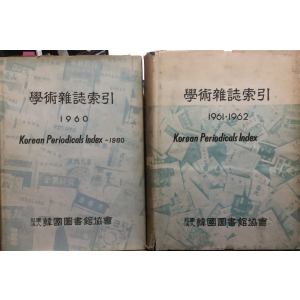 學術雜誌索引
1960
Korean Periodicals Index-1960
韓國圖書館協會
學術雜誌索引
1961·1962
Korean Periodicals Index
韓國圖書館協會